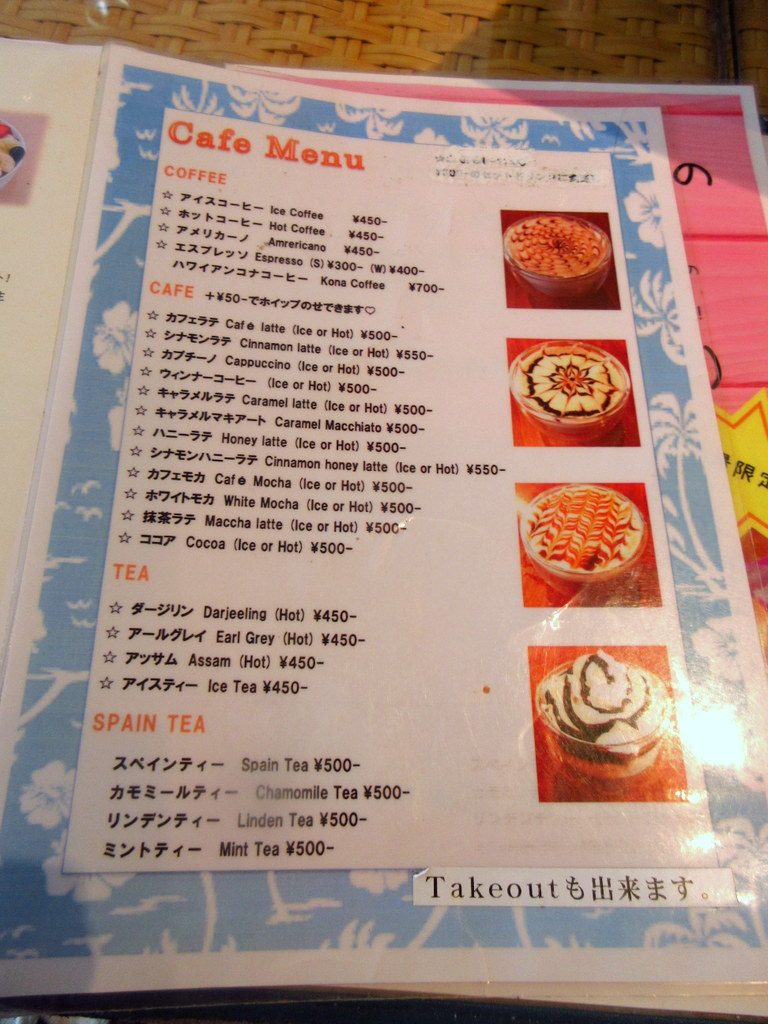 Cafe Menu
COFFEE
☆ アイスコーヒー Ice Coffee ¥450-
☆ ホットコーヒー Hot Coffee ¥450-
☆ アメリカーノ Amrericano ¥450-
☆ エスプレッソ Espresso (S) ¥300- (W) ¥400-
ハワイアンコナコーヒー Kona Coffee ¥700-
CAFE +¥50-でホイップのせできます♡
☆ カフェラテ Café latte (Ice or Hot) ¥500-
☆ シナモンラテ Cinnamon latte (Ice or Hot) ¥550-
☆ カプチーノ Cappuccino (Ice or Hot) ¥500-
☆ ウィンナーコーヒー (Ice or Hot) ¥500-
☆ キャラメルラテ Caramel latte (Ice or Hot) ¥500-
☆ キャラメルマキアート Caramel Macchiato ¥500-
☆ ハニーラテ Honey latte (Ice or Hot) ¥500-
☆ シナモンハニーラテ Cinnamon honey latte (Ice or Hot) ¥550-
☆ カフェモカ Café Mocha (Ice or Hot) ¥500-
☆ ホワイトモカ White Mocha (Ice or Hot) ¥500-
☆ 抹茶ラテ Maccha latte (Ice or Hot) ¥500-
☆ ココア Cocoa (Ice or Hot) ¥500-
TEA
☆ ダージリン Darjeeling (Hot) ¥450-
☆ アールグレイ Earl Grey (Hot) ¥450-
☆ アッサム Assam (Hot) ¥450-
☆ アイスティー Ice Tea ¥450-
SPAIN TEA
スペインティー Spain Tea ¥500-
カモミールティー Chamomile Tea ¥500-
リンデンティー Linden Tea ¥500-
ミントティー Mint Tea ¥500-
Takeoutも出来ます。
の
限定